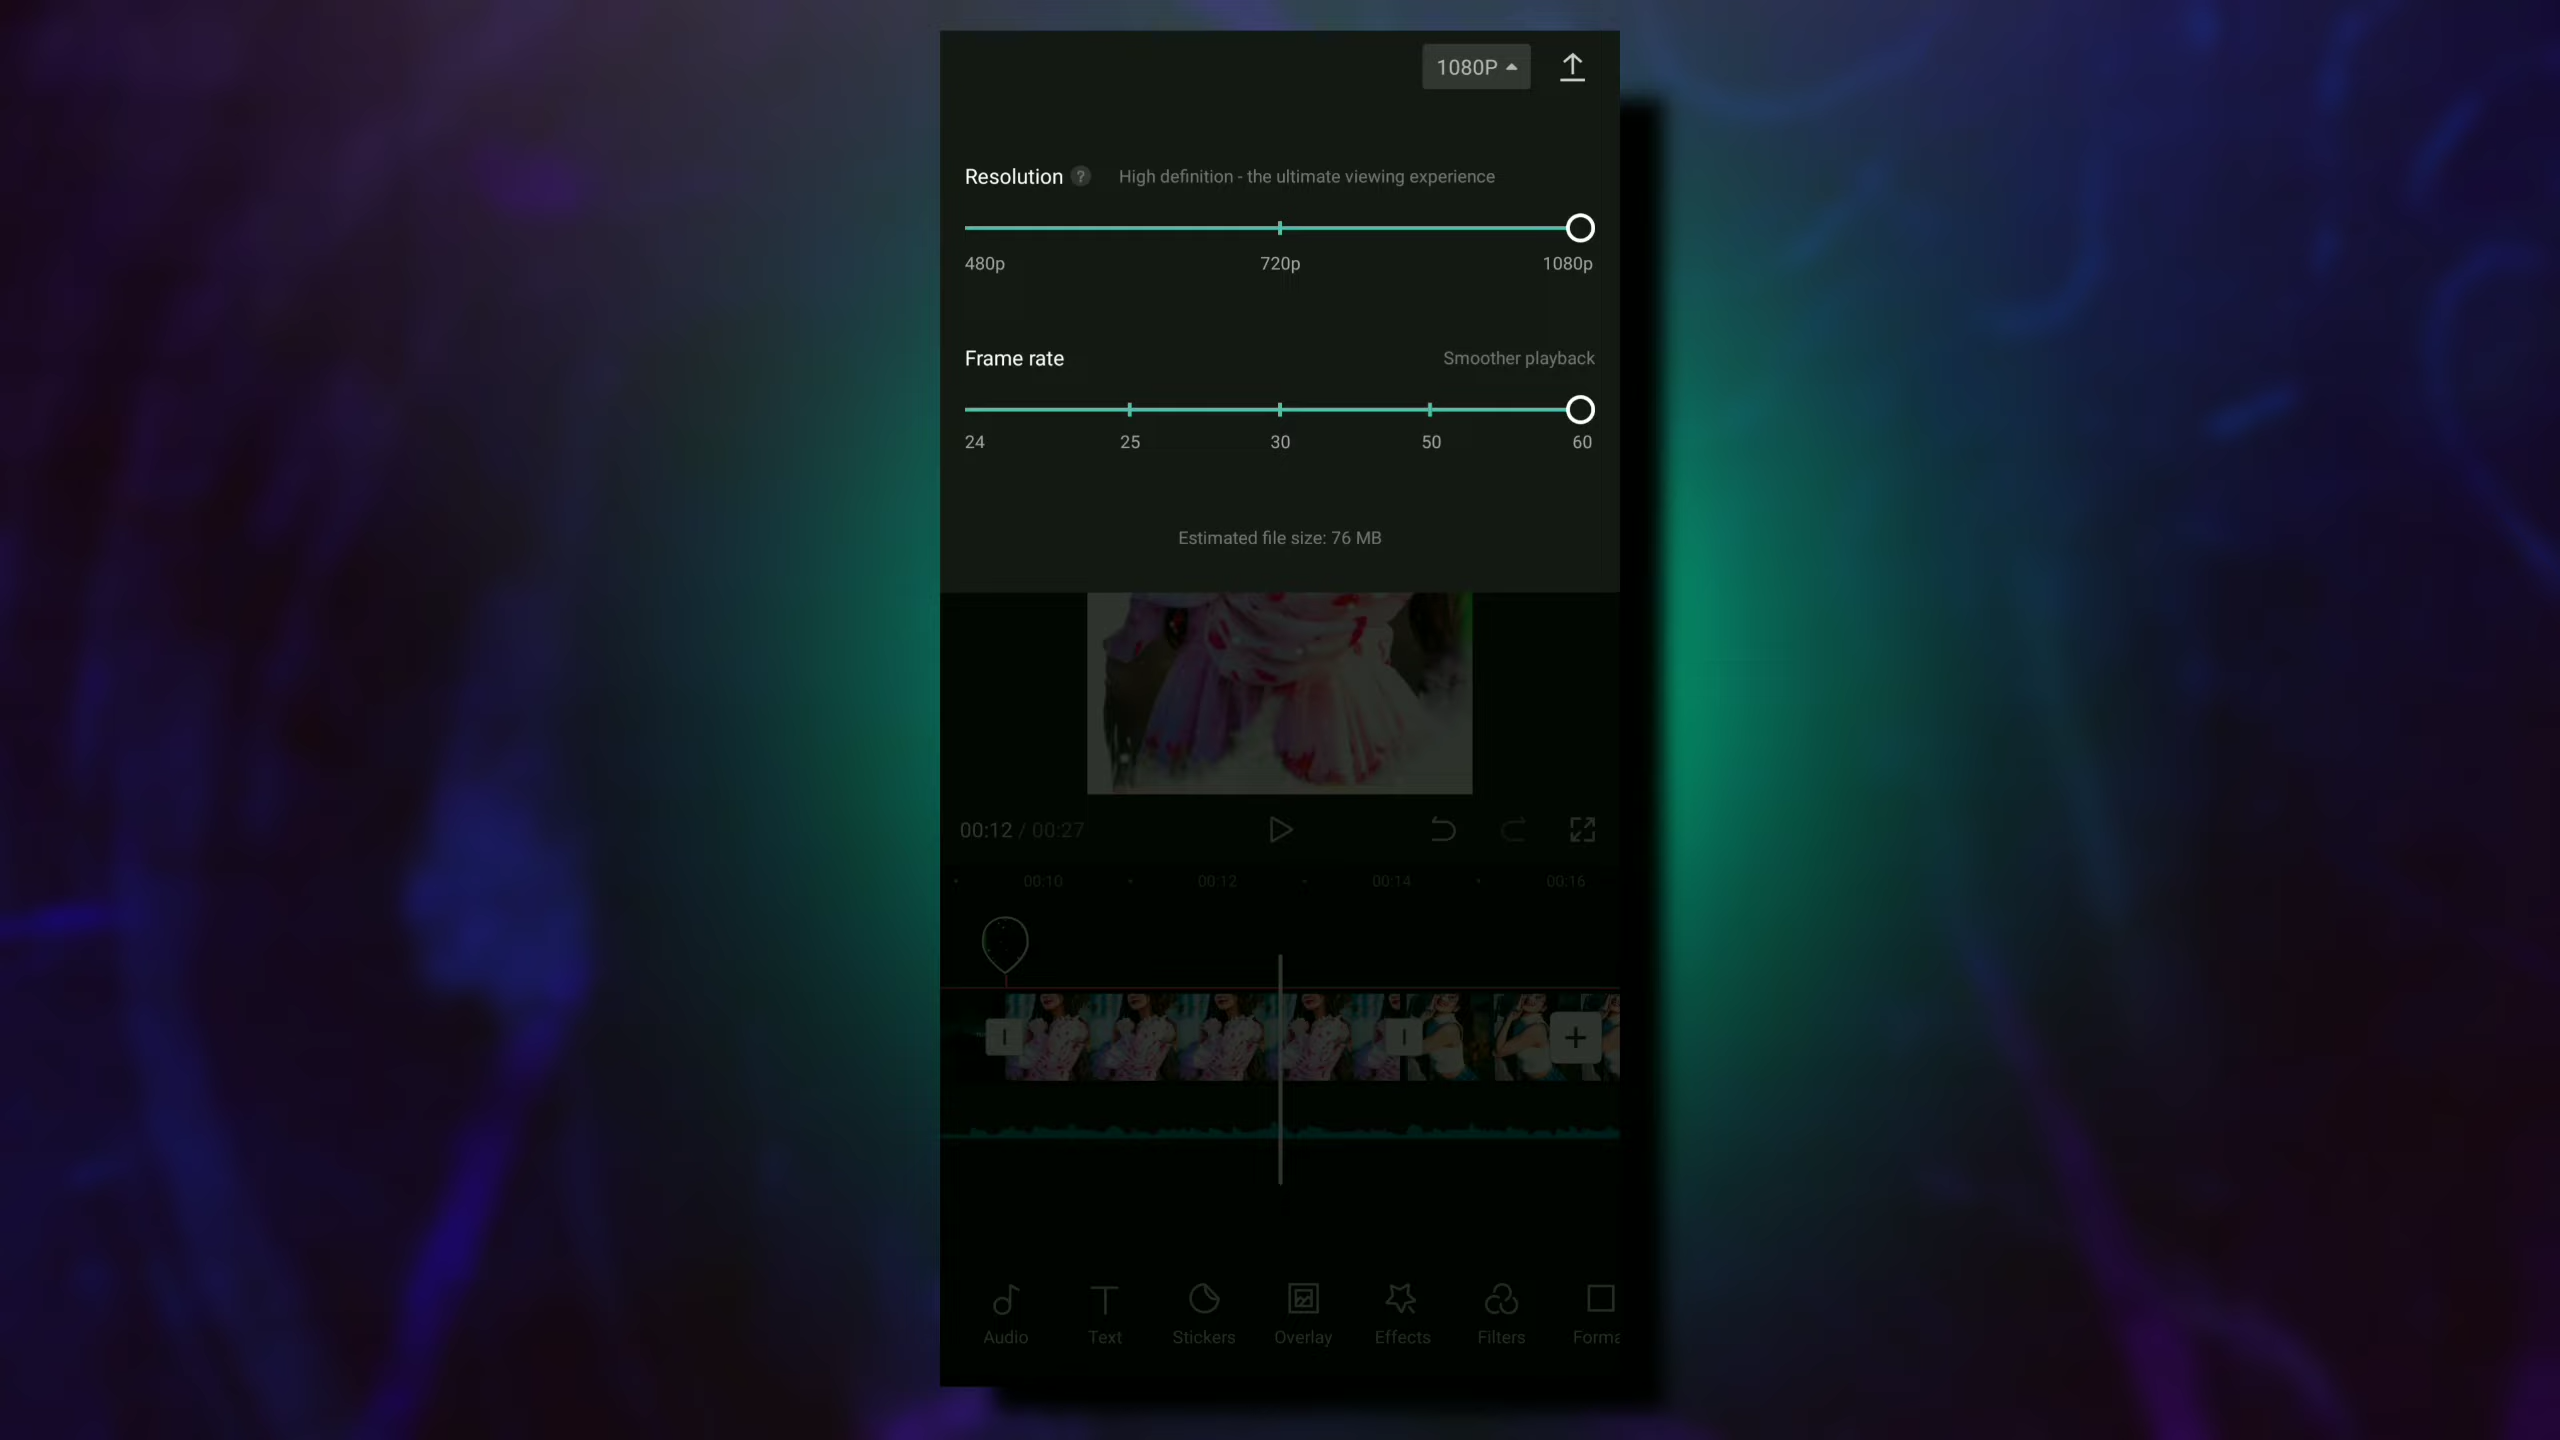 1080P
Resolution ? High definition - the ultimate viewing experience
480p 720p 1080p
Frame rate Smoother playback
24 25 30 50 60
Estimated file size: 76 MB
00:12 / 00:27
00:10 00:12 00:14 00:16
Audio Text Stickers Overlay Effects Filters Forma